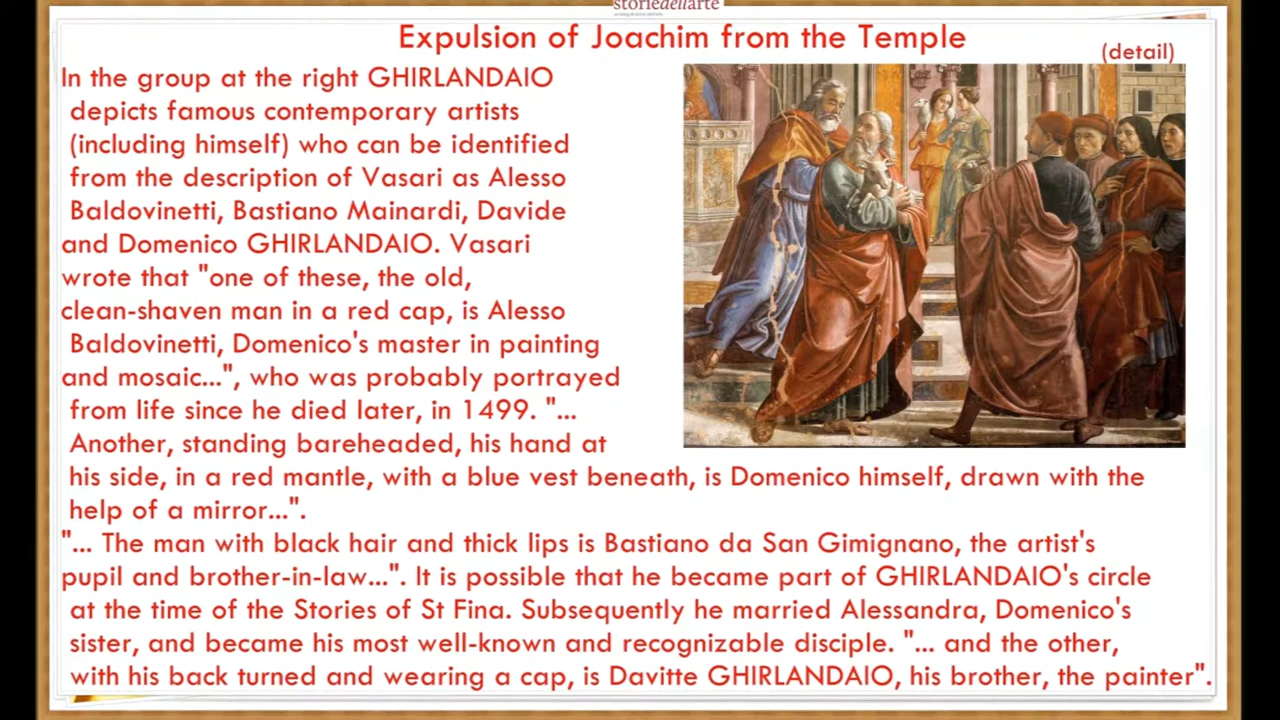 storiedellarte
Expulsion of Joachim from the Temple
(detail)
In the group at the right GHIRLANDAIO
depicts famous contemporary artists
(including himself) who can be identified
from the description of Vasari as Alesso
Baldovinetti, Bastiano Mainardi, Davide
and Domenico GHIRLANDAIO. Vasari
wrote that "one of these, the old,
clean-shaven man in a red cap, is Alesso
Baldovinetti, Domenico's master in painting
and mosaic...", who was probably portrayed
from life since he died later, in 1499. "...
Another, standing bareheaded, his hand at
his side, in a red mantle, with a blue vest beneath, is Domenico himself, drawn with the
help of a mirror...".
"... The man with black hair and thick lips is Bastiano da San Gimignano, the artist's
pupil and brother-in-law...". It is possible that he became part of GHIRLANDAIO's circle
at the time of the Stories of St Fina. Subsequently he married Alessandra, Domenico's
sister, and became his most well-known and recognizable disciple. "... and the other,
with his back turned and wearing a cap, is Davitte GHIRLANDAIO, his brother, the painter".